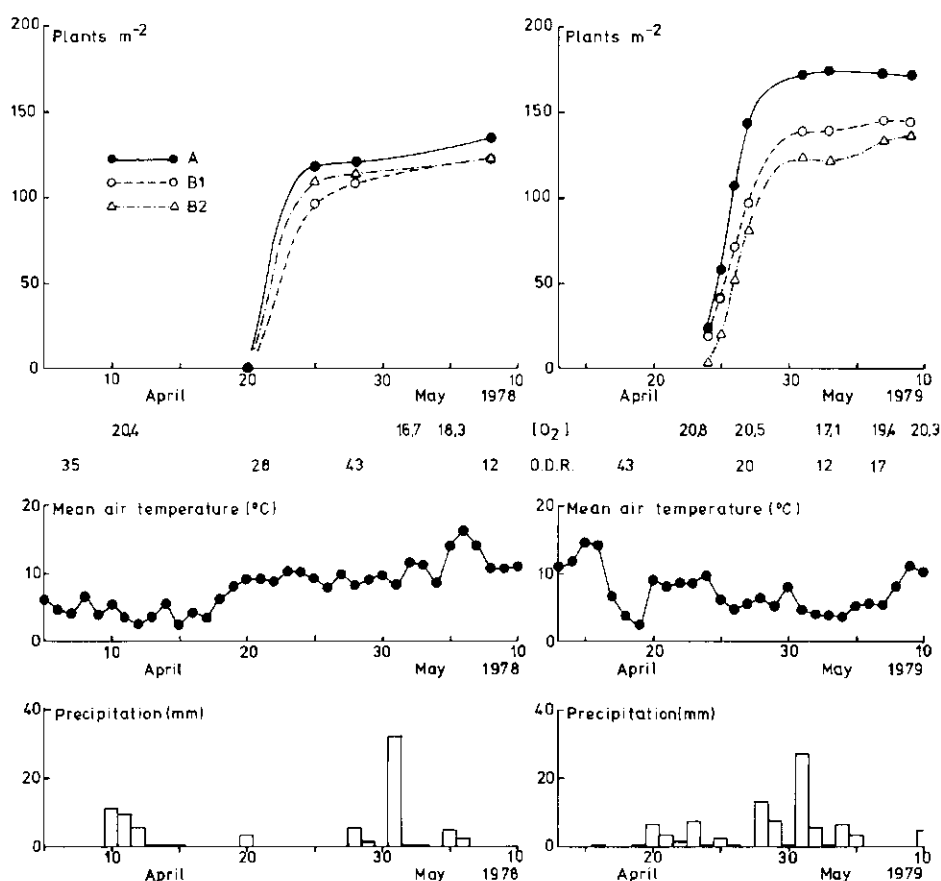 Plants m⁻²
200
150
100
50
0
A
B1
B2
10 20 30 10
April May 1978
Plants m⁻²
200
150
100
50
0
20 30 10
April May 1979
20,4 16,7 18,3 [O₂] 20,8 20,5 17,1 19,4 20,3
35 28 43 12 O.D.R. 43 20 12 17
Mean air temperature (°C)
20
10
0
10 20 30 10
April May 1978
Mean air temperature (°C)
20
10
0
20 30 10
April May 1979
Precipitation (mm)
40
20
0
10 20 30 10
April May 1978
Precipitation (mm)
40
20
0
20 30 10
April May 1979